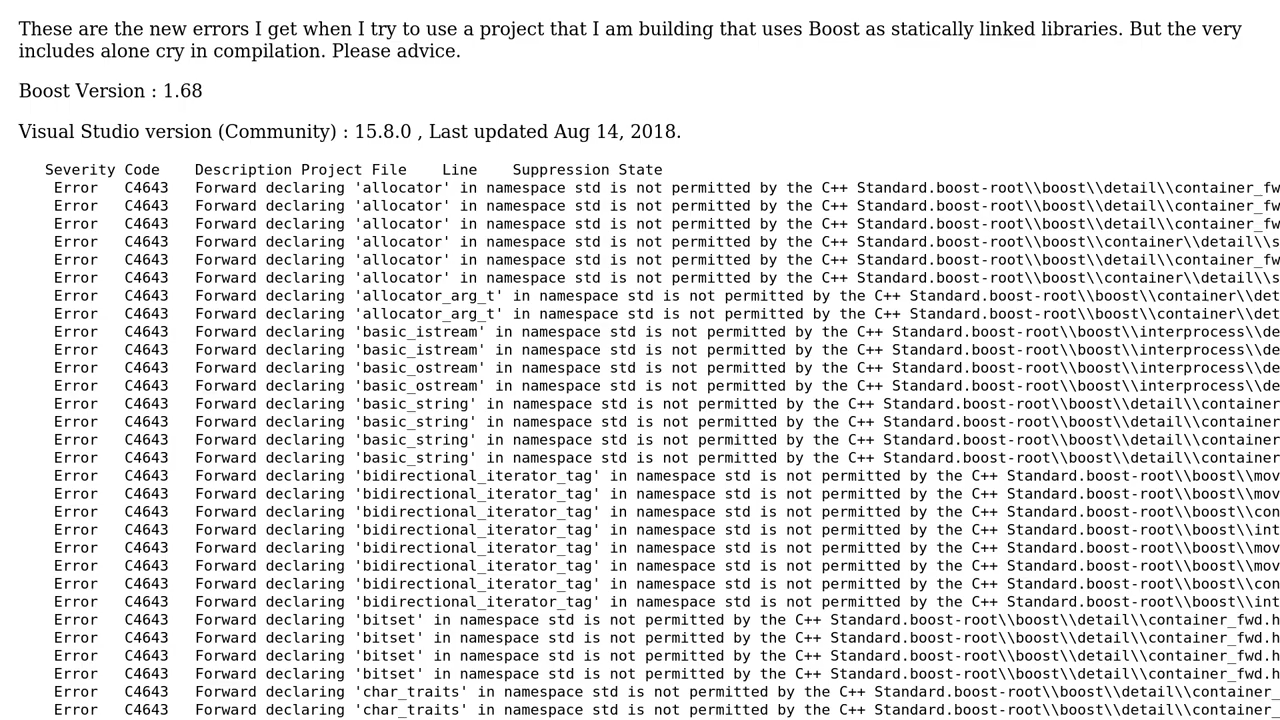 These are the new errors I get when I try to use a project that I am building that uses Boost as statically linked libraries. But the very
includes alone cry in compilation. Please advice.
Boost Version : 1.68
Visual Studio version (Community) : 15.8.0 , Last updated Aug 14, 2018.
Severity Code    Description Project File    Line    Suppression State
Error   C4643   Forward declaring 'allocator' in namespace std is not permitted by the C++ Standard.boost-root\\boost\\detail\\container_fw
Error   C4643   Forward declaring 'allocator' in namespace std is not permitted by the C++ Standard.boost-root\\boost\\detail\\container_fw
Error   C4643   Forward declaring 'allocator' in namespace std is not permitted by the C++ Standard.boost-root\\boost\\detail\\container_fw
Error   C4643   Forward declaring 'allocator' in namespace std is not permitted by the C++ Standard.boost-root\\boost\\container\\detail\\s
Error   C4643   Forward declaring 'allocator' in namespace std is not permitted by the C++ Standard.boost-root\\boost\\detail\\container_fw
Error   C4643   Forward declaring 'allocator' in namespace std is not permitted by the C++ Standard.boost-root\\boost\\container\\detail\\s
Error   C4643   Forward declaring 'allocator_arg_t' in namespace std is not permitted by the C++ Standard.boost-root\\boost\\container\\det
Error   C4643   Forward declaring 'allocator_arg_t' in namespace std is not permitted by the C++ Standard.boost-root\\boost\\container\\det
Error   C4643   Forward declaring 'basic_istream' in namespace std is not permitted by the C++ Standard.boost-root\\boost\\interprocess\\de
Error   C4643   Forward declaring 'basic_istream' in namespace std is not permitted by the C++ Standard.boost-root\\boost\\interprocess\\de
Error   C4643   Forward declaring 'basic_ostream' in namespace std is not permitted by the C++ Standard.boost-root\\boost\\interprocess\\de
Error   C4643   Forward declaring 'basic_ostream' in namespace std is not permitted by the C++ Standard.boost-root\\boost\\interprocess\\de
Error   C4643   Forward declaring 'basic_string' in namespace std is not permitted by the C++ Standard.boost-root\\boost\\detail\\container
Error   C4643   Forward declaring 'basic_string' in namespace std is not permitted by the C++ Standard.boost-root\\boost\\detail\\container
Error   C4643   Forward declaring 'basic_string' in namespace std is not permitted by the C++ Standard.boost-root\\boost\\detail\\container
Error   C4643   Forward declaring 'basic_string' in namespace std is not permitted by the C++ Standard.boost-root\\boost\\detail\\container
Error   C4643   Forward declaring 'bidirectional_iterator_tag' in namespace std is not permitted by the C++ Standard.boost-root\\boost\\mov
Error   C4643   Forward declaring 'bidirectional_iterator_tag' in namespace std is not permitted by the C++ Standard.boost-root\\boost\\mov
Error   C4643   Forward declaring 'bidirectional_iterator_tag' in namespace std is not permitted by the C++ Standard.boost-root\\boost\\con
Error   C4643   Forward declaring 'bidirectional_iterator_tag' in namespace std is not permitted by the C++ Standard.boost-root\\boost\\int
Error   C4643   Forward declaring 'bidirectional_iterator_tag' in namespace std is not permitted by the C++ Standard.boost-root\\boost\\mov
Error   C4643   Forward declaring 'bidirectional_iterator_tag' in namespace std is not permitted by the C++ Standard.boost-root\\boost\\mov
Error   C4643   Forward declaring 'bidirectional_iterator_tag' in namespace std is not permitted by the C++ Standard.boost-root\\boost\\con
Error   C4643   Forward declaring 'bidirectional_iterator_tag' in namespace std is not permitted by the C++ Standard.boost-root\\boost\\int
Error   C4643   Forward declaring 'bitset' in namespace std is not permitted by the C++ Standard.boost-root\\boost\\detail\\container_fwd.h
Error   C4643   Forward declaring 'bitset' in namespace std is not permitted by the C++ Standard.boost-root\\boost\\detail\\container_fwd.h
Error   C4643   Forward declaring 'bitset' in namespace std is not permitted by the C++ Standard.boost-root\\boost\\detail\\container_fwd.h
Error   C4643   Forward declaring 'bitset' in namespace std is not permitted by the C++ Standard.boost-root\\boost\\detail\\container_fwd.h
Error   C4643   Forward declaring 'char_traits' in namespace std is not permitted by the C++ Standard.boost-root\\boost\\detail\\container_
Error   C4643   Forward declaring 'char_traits' in namespace std is not permitted by the C++ Standard.boost-root\\boost\\detail\\container_